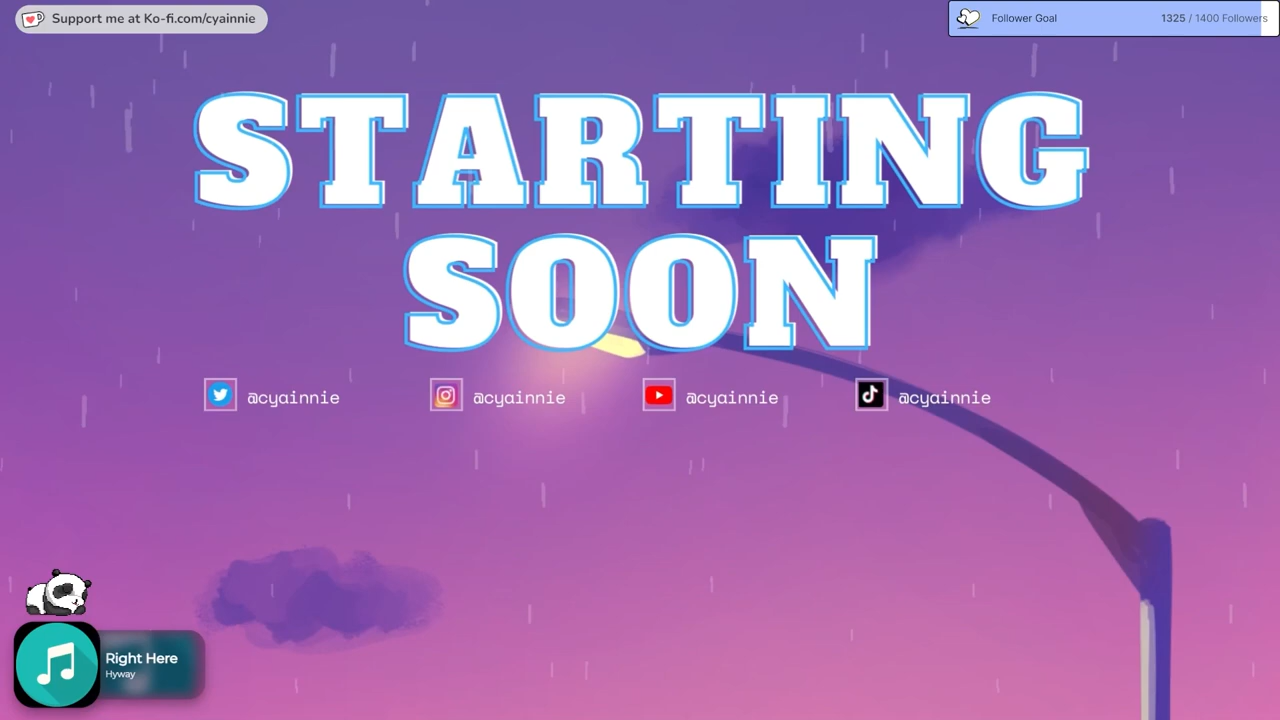 Support me at Ko-fi.com/cyainnie
Follower Goal 1325 / 1400 Followers
STARTING
SOON
@cyainnie @cyainnie @cyainnie @cyainnie
Right Here
Hyway